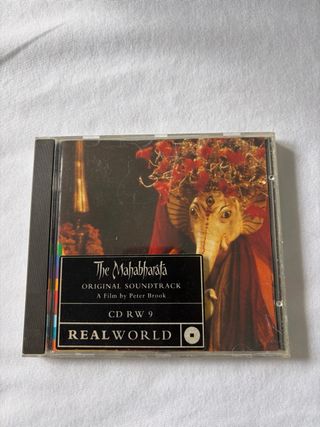 The Mahabharata
ORIGINAL SOUNDTRACK
A Film by Peter Brook
CD RW 9
REALWORLD